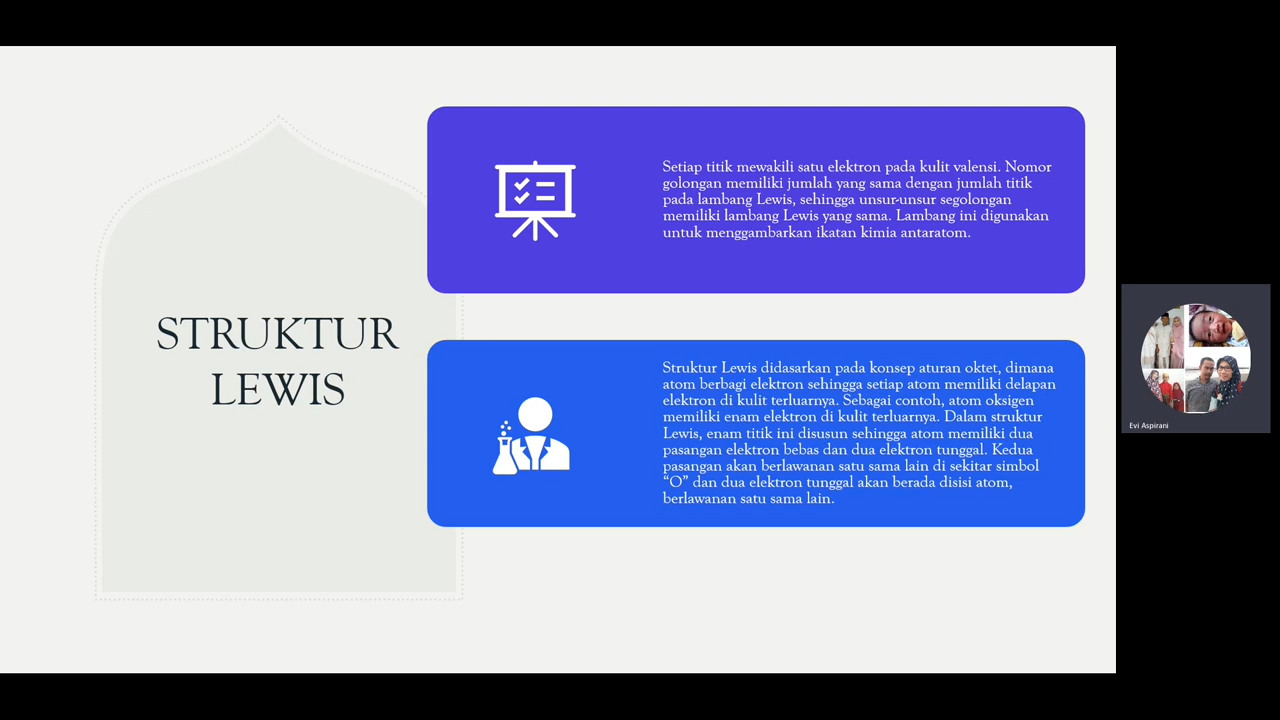 STRUKTUR
LEWIS
Setiap titik mewakili satu elektron pada kulit valensi. Nomor
golongan memiliki jumlah yang sama dengan jumlah titik
pada lambang Lewis, sehingga unsur-unsur segolongan
memiliki lambang Lewis yang sama. Lambang ini digunakan
untuk menggambarkan ikatan kimia antaratom.
Struktur Lewis didasarkan pada konsep aturan oktet, dimana
atom berbagi elektron sehingga setiap atom memiliki delapan
elektron di kulit terluarnya. Sebagai contoh, atom oksigen
memiliki enam elektron di kulit terluarnya. Dalam struktur
Lewis, enam titik ini disusun sehingga atom memiliki dua
pasangan elektron bebas dan dua elektron tunggal. Kedua
pasangan akan berlawanan satu sama lain di sekitar simbol
“O” dan dua elektron tunggal akan berada disisi atom,
berlawanan satu sama lain.
Evi Aspirani